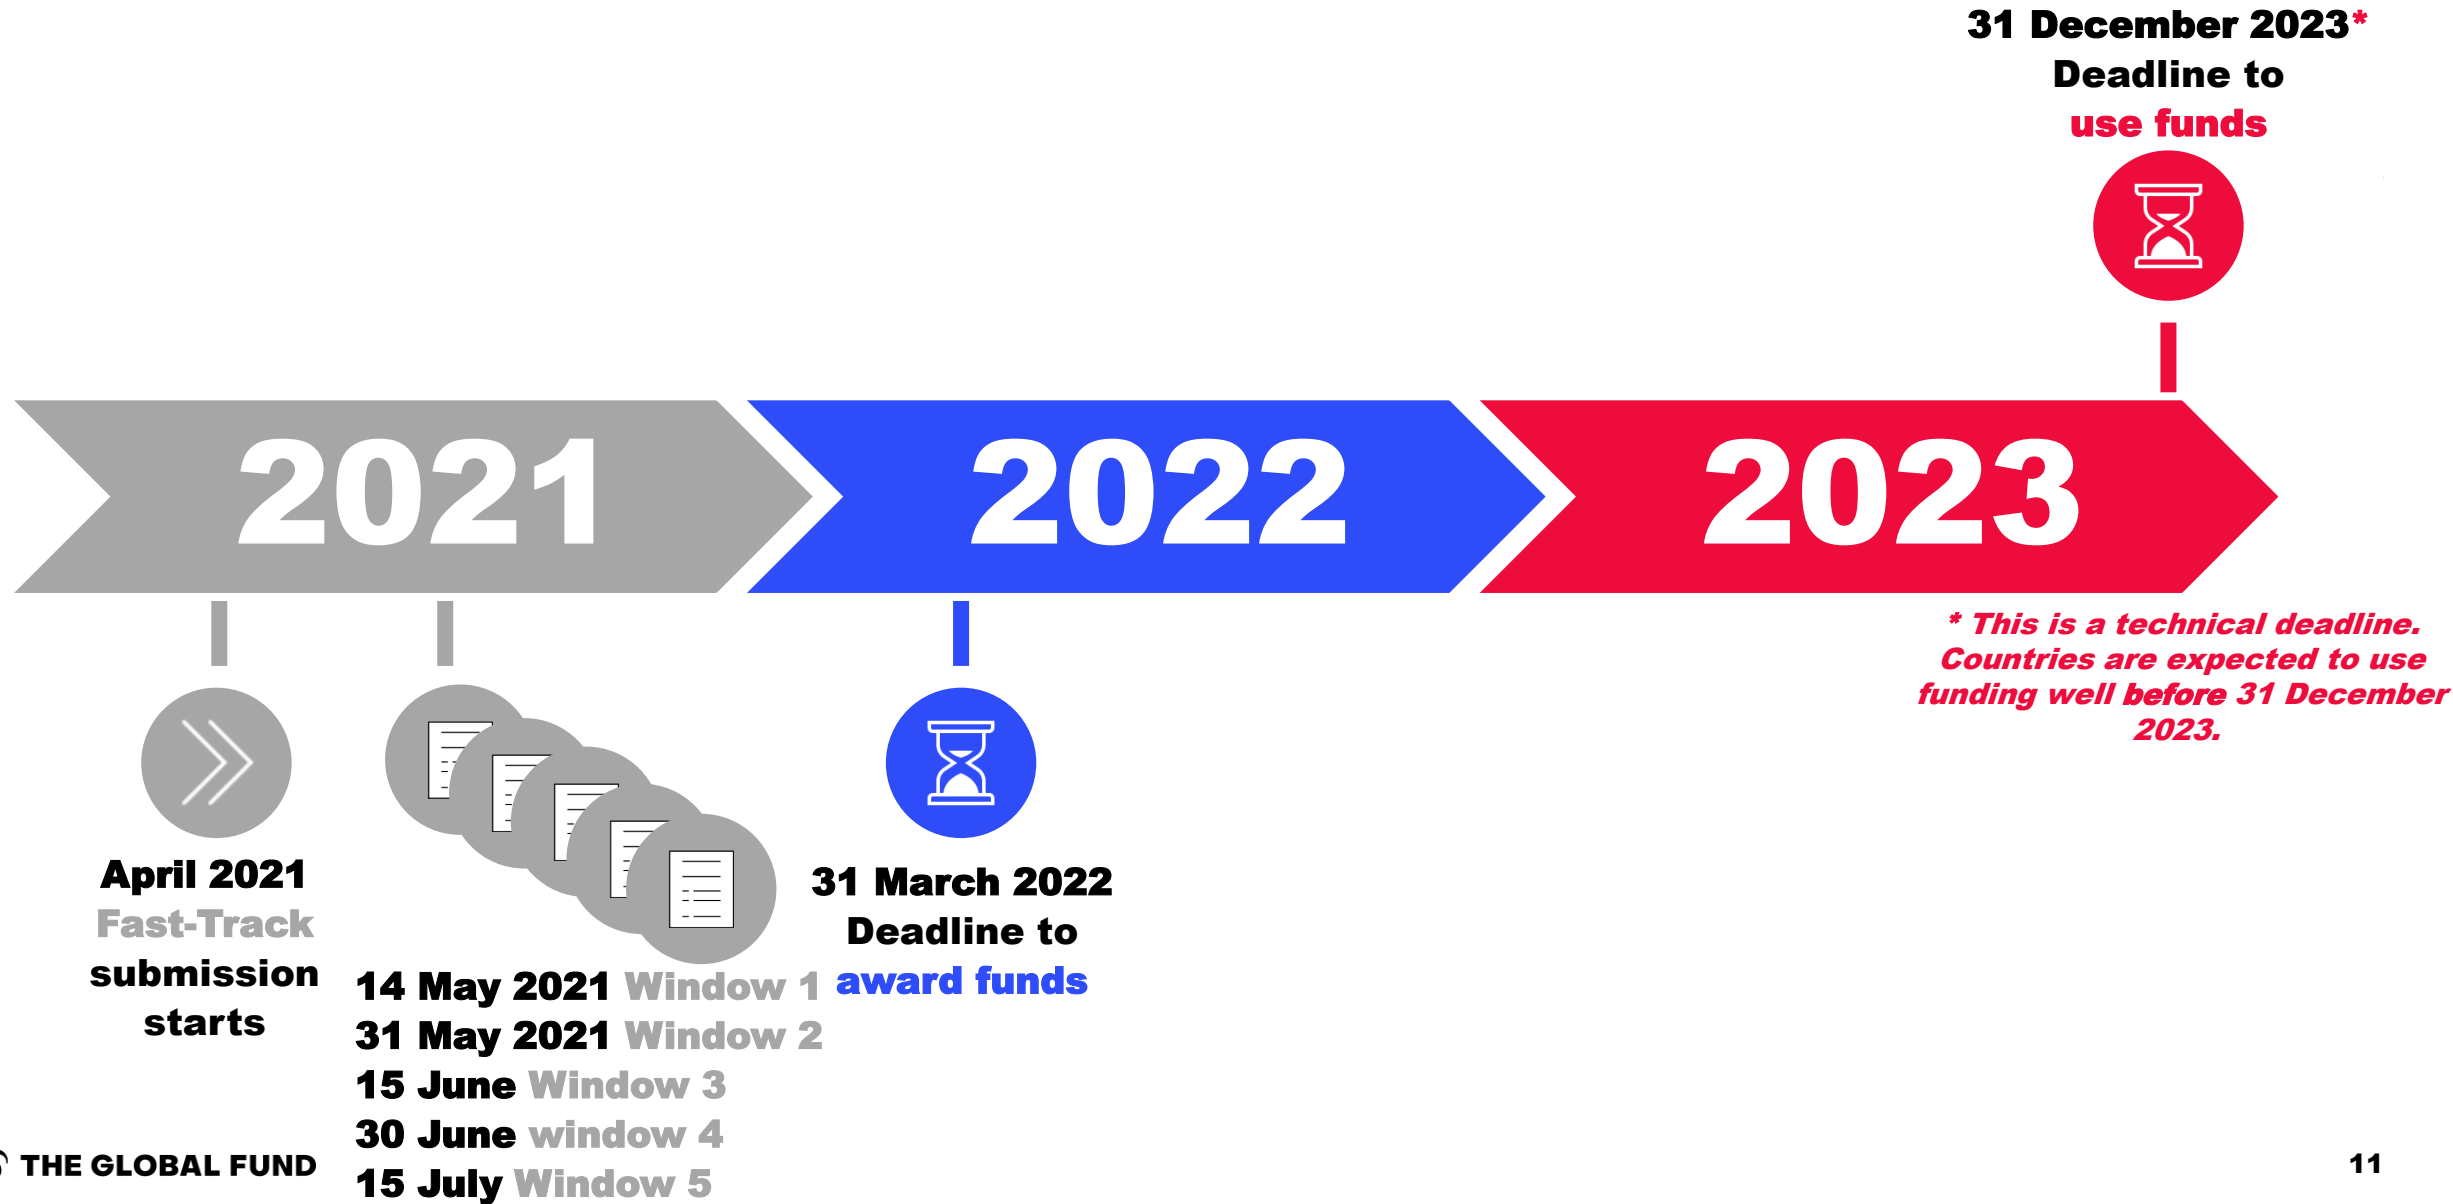 31 December 2023*
Deadline to
use funds
2021
2022
2023
* This is a technical deadline.
Countries are expected to use
funding well before 31 December
2023.
April 2021
Fast-Track
submission
starts
14 May 2021 Window 1
31 May 2021 Window 2
15 June Window 3
30 June window 4
15 July Window 5
31 March 2022
Deadline to
award funds
THE GLOBAL FUND
11